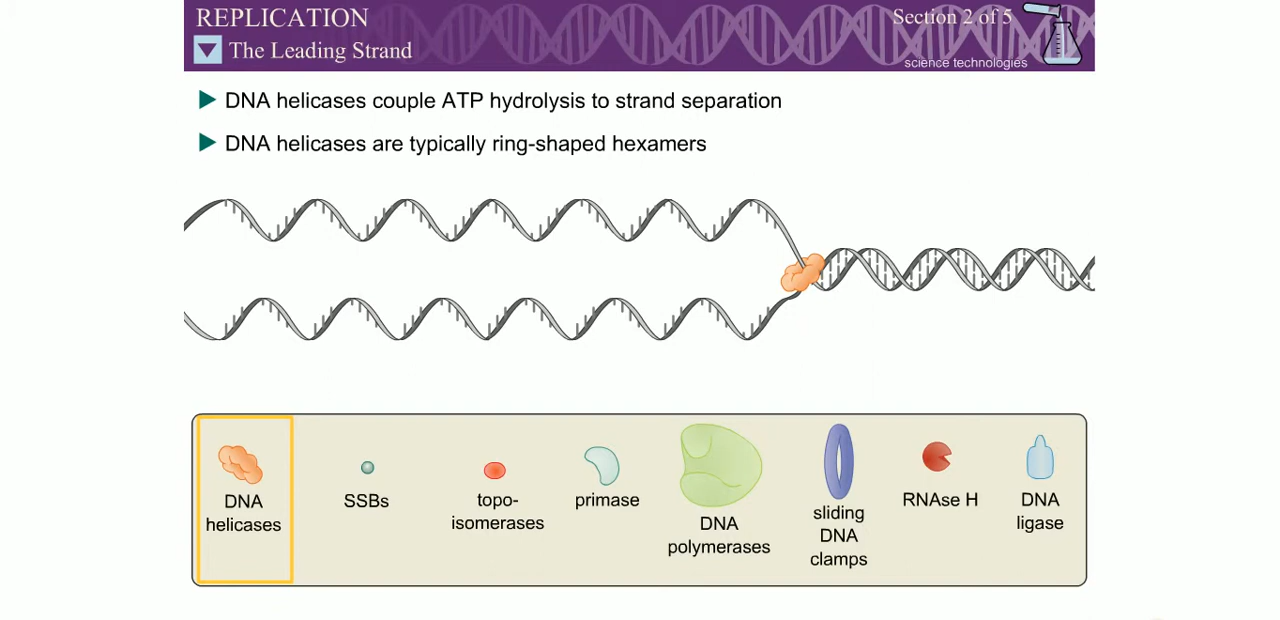 REPLICATION
Section 2 of 5
The Leading Strand
science technologies
DNA helicases couple ATP hydrolysis to strand separation
DNA helicases are typically ring-shaped hexamers
DNA
helicases
SSBs
topo-
isomerases
primase
DNA
polymerases
sliding
DNA
clamps
RNAse H
DNA
ligase